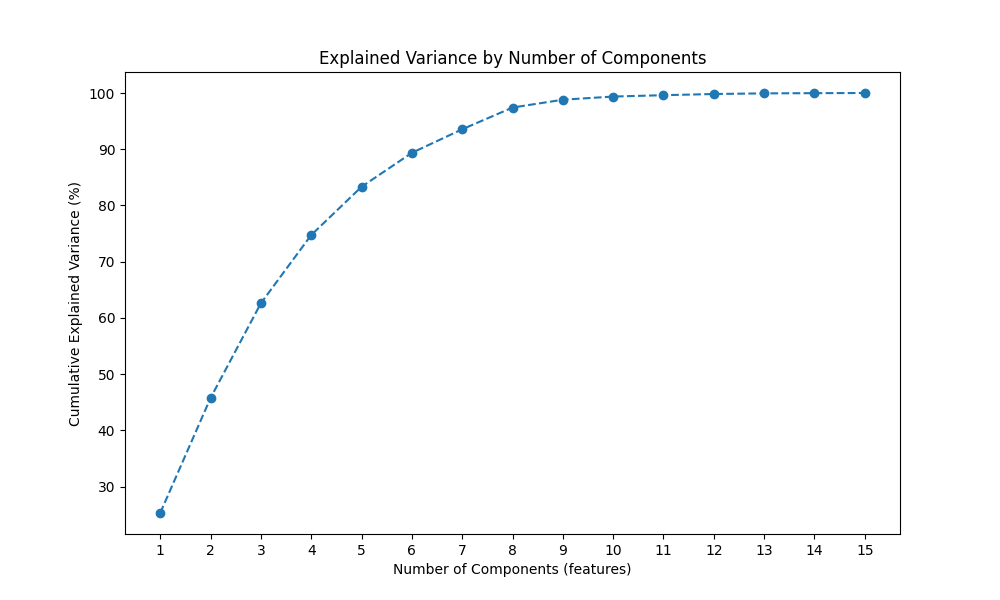 Explained Variance by Number of Components
Cumulative Explained Variance (%)
100
90
80
70
60
50
40
30
1 2 3 4 5 6 7 8 9 10 11 12 13 14 15
Number of Components (features)